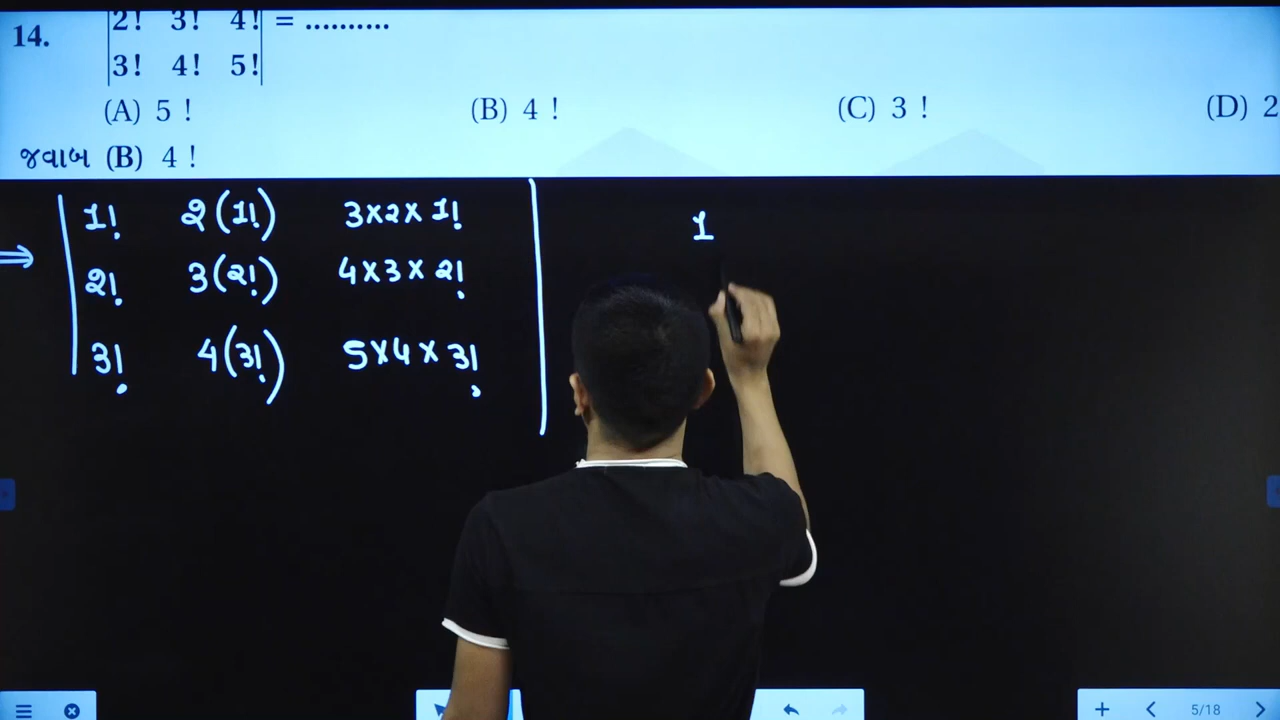 14.
|2! 3! 4!| = ..........
|3! 4! 5!|
(A) 5 ! (B) 4 ! (C) 3 ! (D) 2
જવાબ (B) 4 !
⇒ | 1! 2(1!) 3×2×1! | 1
2! 3(2!) 4×3×2!
3! 4(3!) 5×4×3!
5/18